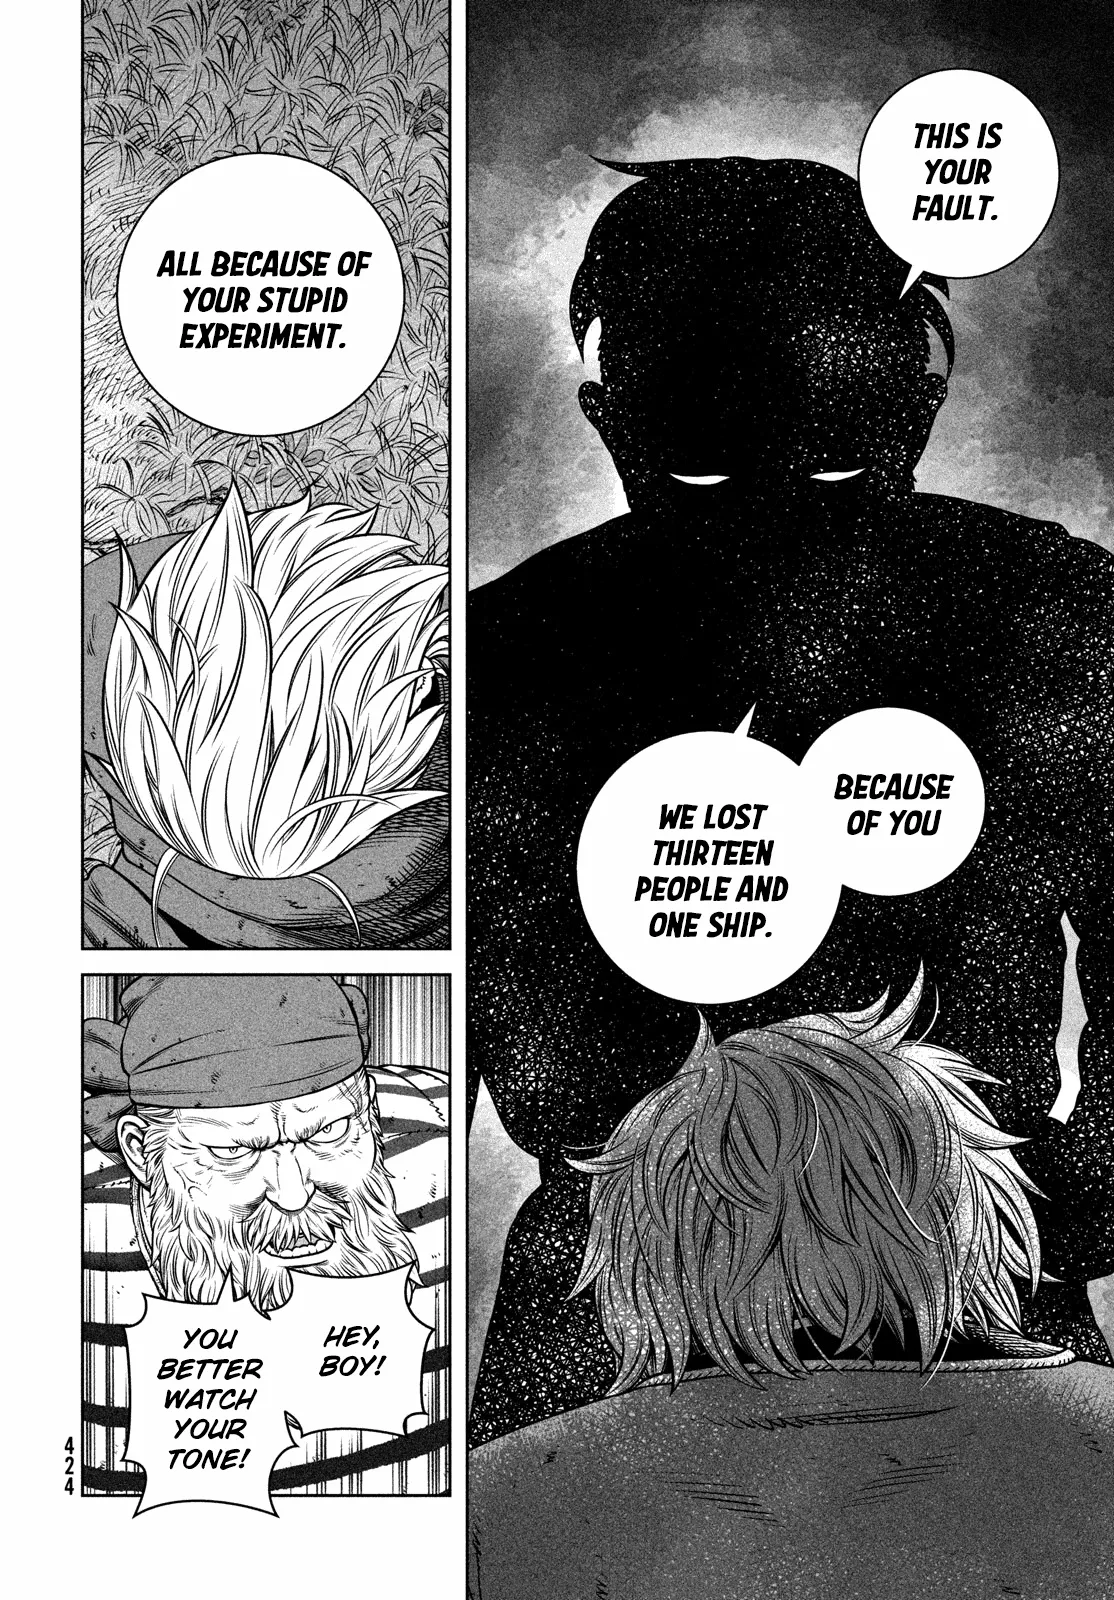 THIS IS
YOUR
FAULT.
BECAUSE
OF YOU
WE LOST
THIRTEEN
PEOPLE AND
ONE SHIP.
ALL BECAUSE OF
YOUR STUPID
EXPERIMENT.
HEY,
BOY!
YOU
BETTER
WATCH
YOUR
TONE!
424